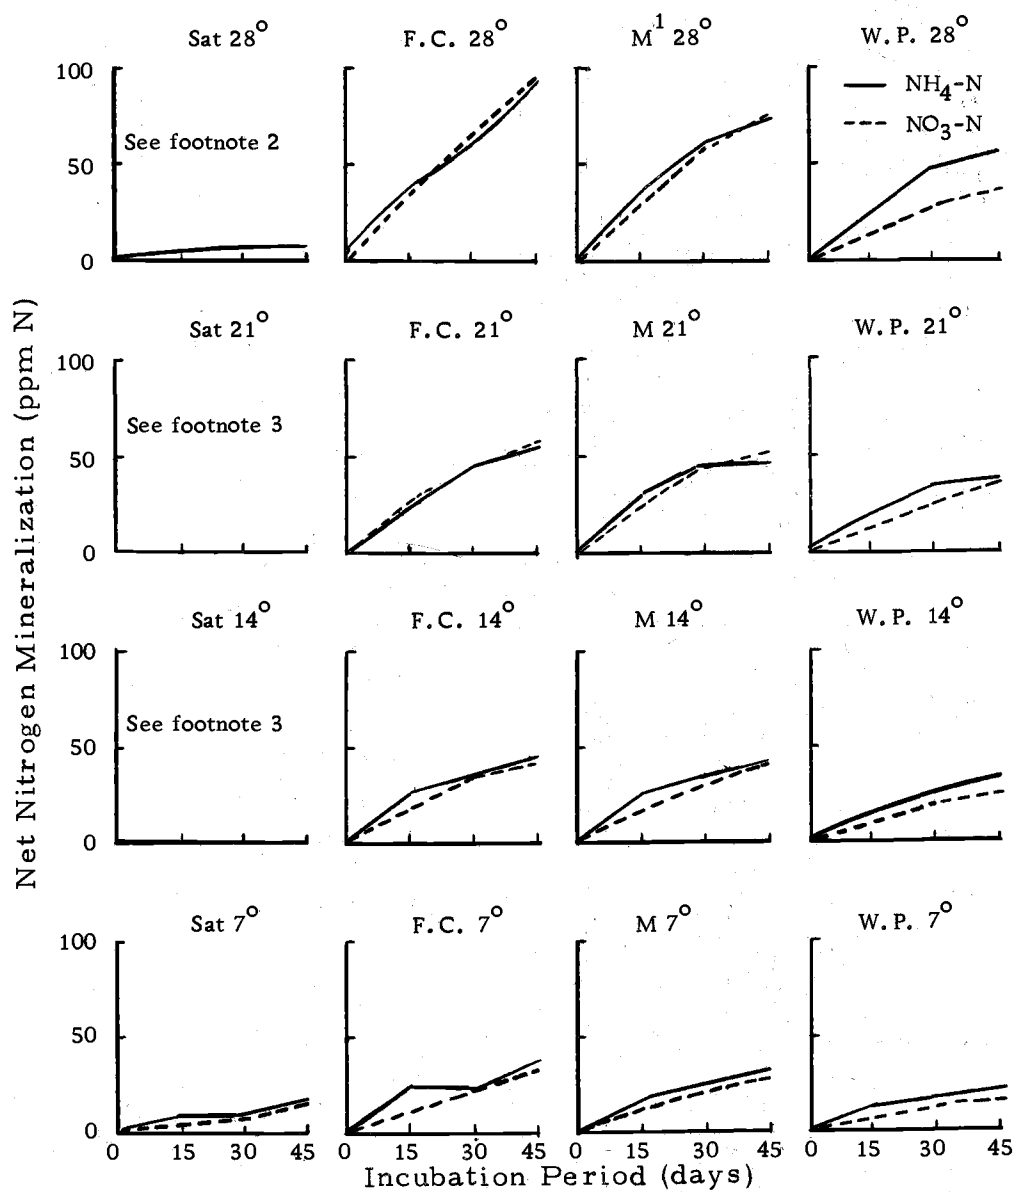 Sat 28° F.C. 28° M¹ 28° W.P. 28°
100
NH₄-N
NO₃-N
See footnote 2
50
0
Sat 21° F.C. 21° M 21° W.P. 21°
100
See footnote 3
50
0
Sat 14° F.C. 14° M 14° W.P. 14°
100
See footnote 3
50
0
Sat 7° F.C. 7° M 7° W.P. 7°
100
50
0
0 15 30 45 0 15 30 45 0 15 30 45 0 15 30 45
Incubation Period (days)
Net Nitrogen Mineralization (ppm N)